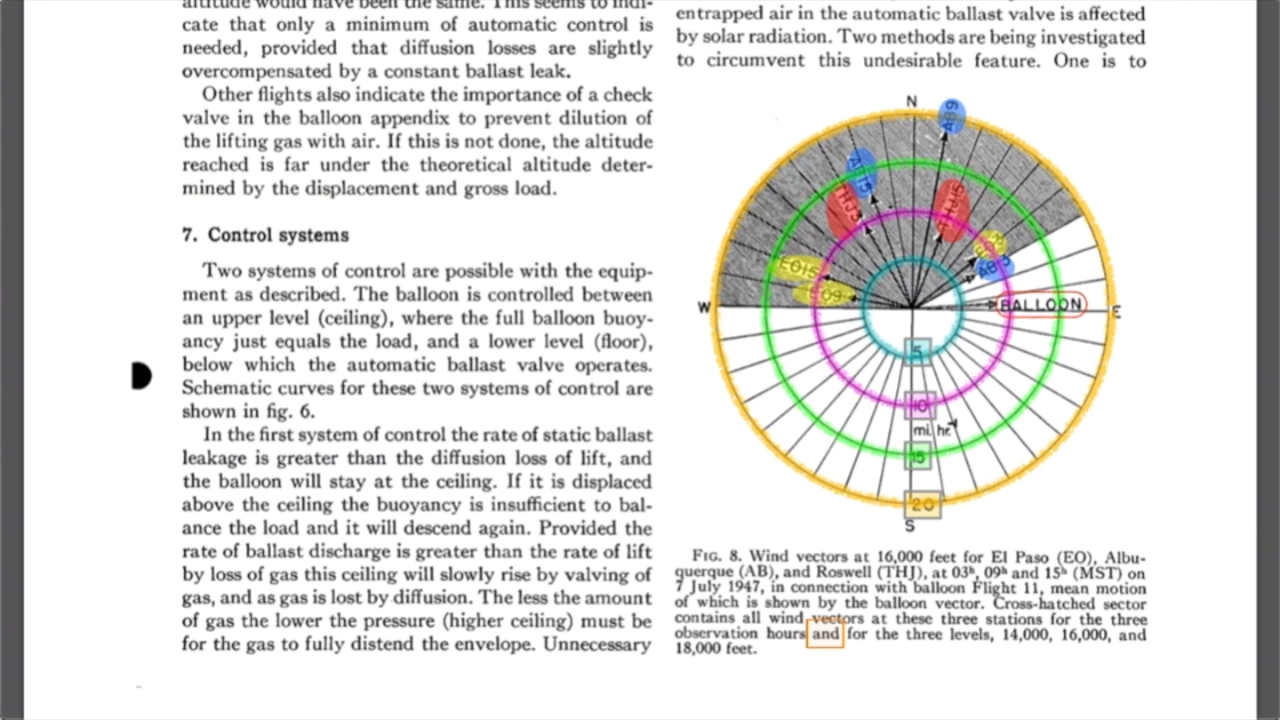 altitude would have been the same. This seems to indi-
cate that only a minimum of automatic control is
needed, provided that diffusion losses are slightly
overcompensated by a constant ballast leak.
Other flights also indicate the importance of a check
valve in the balloon appendix to prevent dilution of
the lifting gas with air. If this is not done, the altitude
reached is far under the theoretical altitude deter-
mined by the displacement and gross load.
7. Control systems
Two systems of control are possible with the equip-
ment as described. The balloon is controlled between
an upper level (ceiling), where the full balloon buoy-
ancy just equals the load, and a lower level (floor),
below which the automatic ballast valve operates.
Schematic curves for these two systems of control are
shown in fig. 6.
In the first system of control the rate of static ballast
leakage is greater than the diffusion loss of lift, and
the balloon will stay at the ceiling. If it is displaced
above the ceiling the buoyancy is insufficient to bal-
ance the load and it will descend again. Provided the
rate of ballast discharge is greater than the rate of lift
by loss of gas this ceiling will slowly rise by valving of
gas, and as gas is lost by diffusion. The less the amount
of gas the lower the pressure (higher ceiling) must be
for the gas to fully distend the envelope. Unnecessary
entrapped air in the automatic ballast valve is affected
by solar radiation. Two methods are being investigated
to circumvent this undesirable feature. One is to
N
AB9
AB15
THJ3
THJ15
EO15
EO9
AB3
W
BALLOON
E
5
10
mi. hr.⁻¹
15
20
S
FIG. 8. Wind vectors at 16,000 feet for El Paso (EO), Albu-
querque (AB), and Roswell (THJ), at 03ʰ, 09ʰ and 15ʰ (MST) on
7 July 1947, in connection with balloon Flight 11, mean motion
of which is shown by the balloon vector. Cross-hatched sector
contains all wind vectors at these three stations for the three
observation hours and for the three levels, 14,000, 16,000, and
18,000 feet.